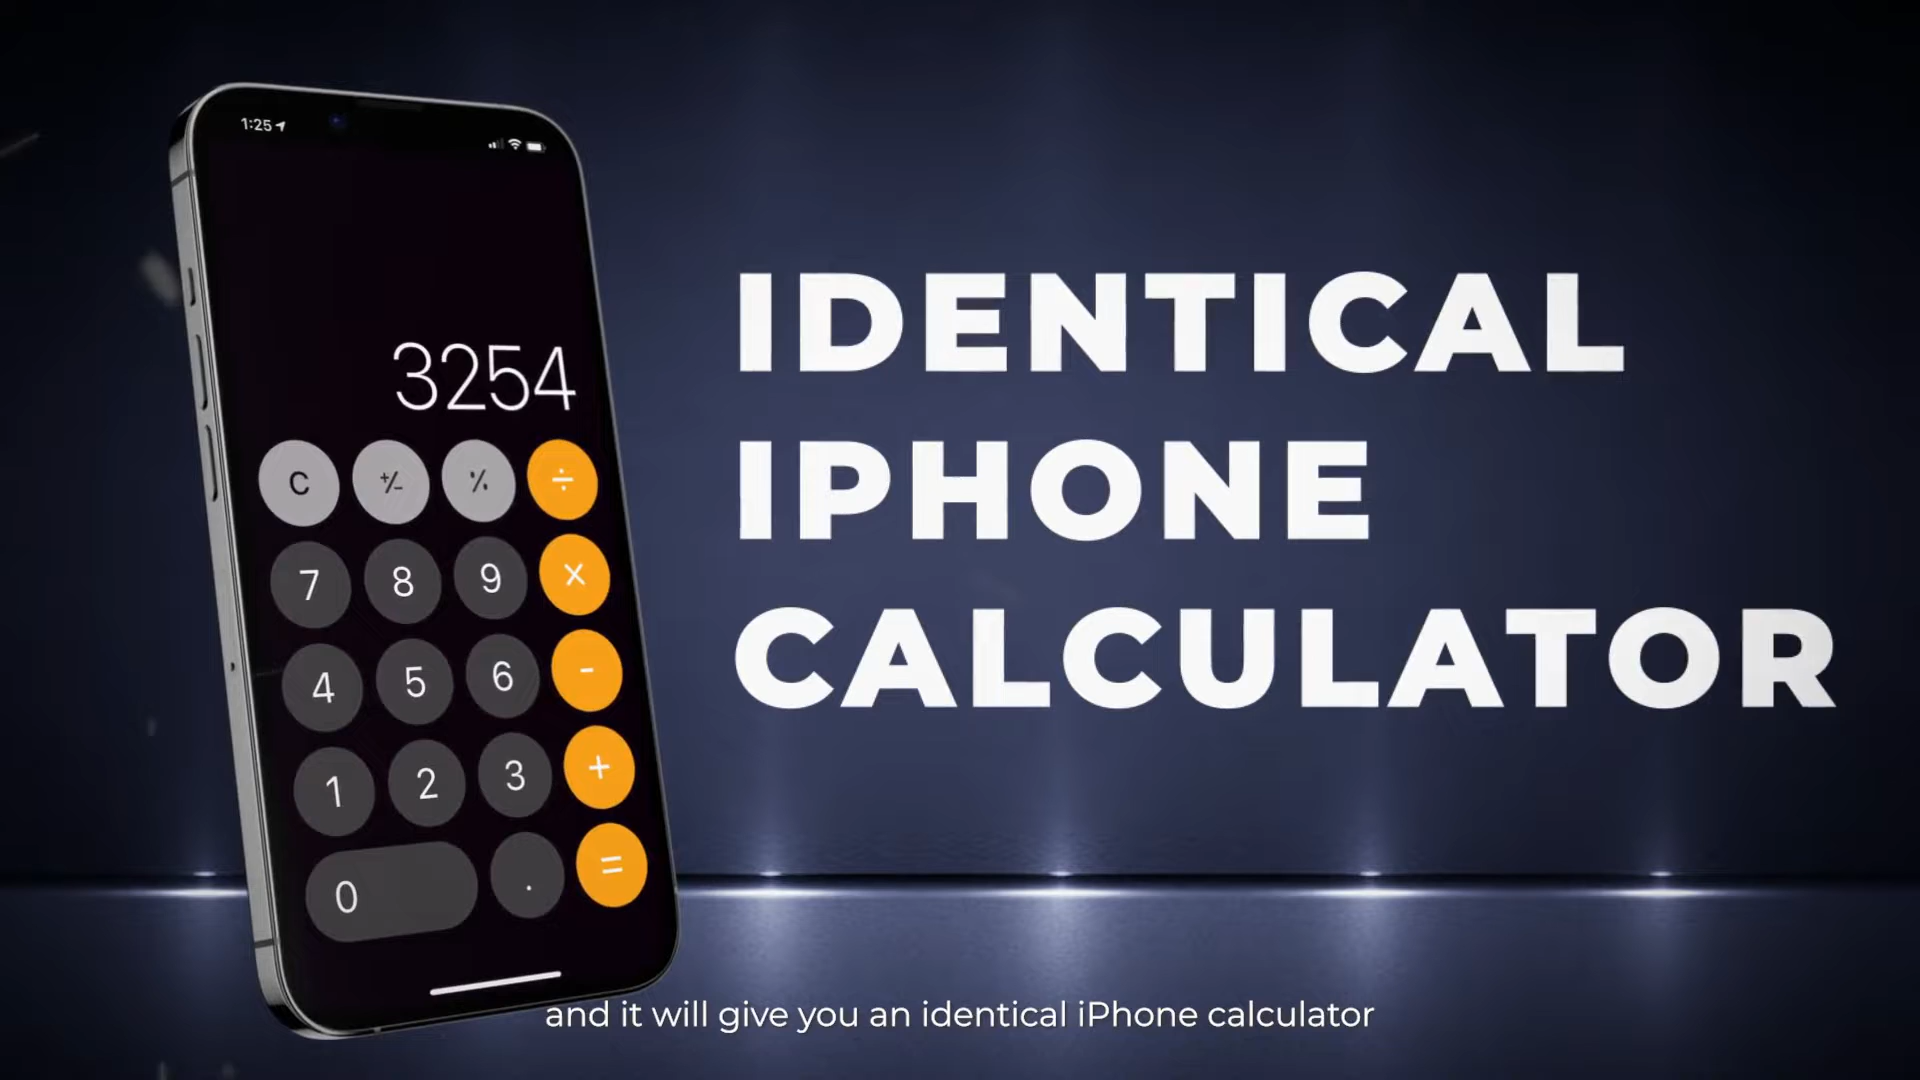 1:25
3254
C +/- % ÷
7 8 9 ×
4 5 6 -
1 2 3 +
0 . =
IDENTICAL
IPHONE
CALCULATOR
and it will give you an identical iPhone calculator